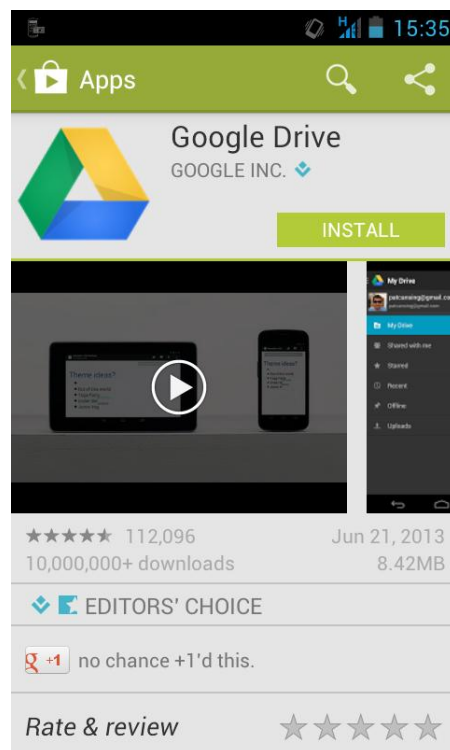 H
15:35
Apps
Google Drive
GOOGLE INC.
INSTALL
Theme ideas?
Theme ideas?
My Drive
My Drive
Shared with me
Starred
Recent
Offline
Uploads
112,096
Jun 21, 2013
10,000,000+ downloads
8.42MB
EDITORS' CHOICE
g +1 no chance +1'd this.
Rate & review